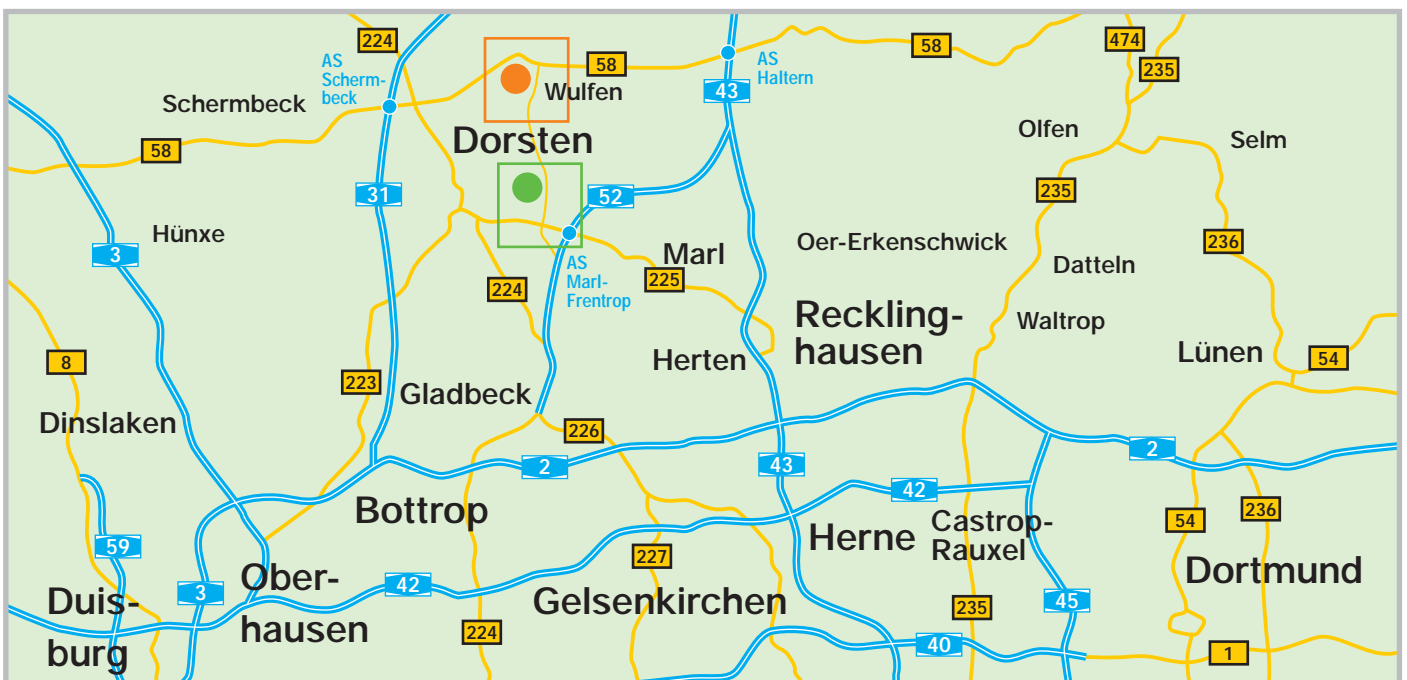 224
474
58
58
235
AS
Scherm-
beck
AS
Haltern
Wulfen
43
Schermbeck
Olfen
Selm
Dorsten
58
31
52
235
Hünxe
3
Marl
Oer-Erkenschwick
236
Datteln
AS
Marl-
Frentrop
224
225
Reckling-
hausen
Waltrop
Lünen
54
8
Herten
223
Gladbeck
Dinslaken
226
2
43
2
Bottrop
42
Castrop-
Rauxel
Herne
54
236
59
227
Dortmund
Ober-
hausen
42
Gelsenkirchen
3
Duis-
burg
235
45
224
40
1